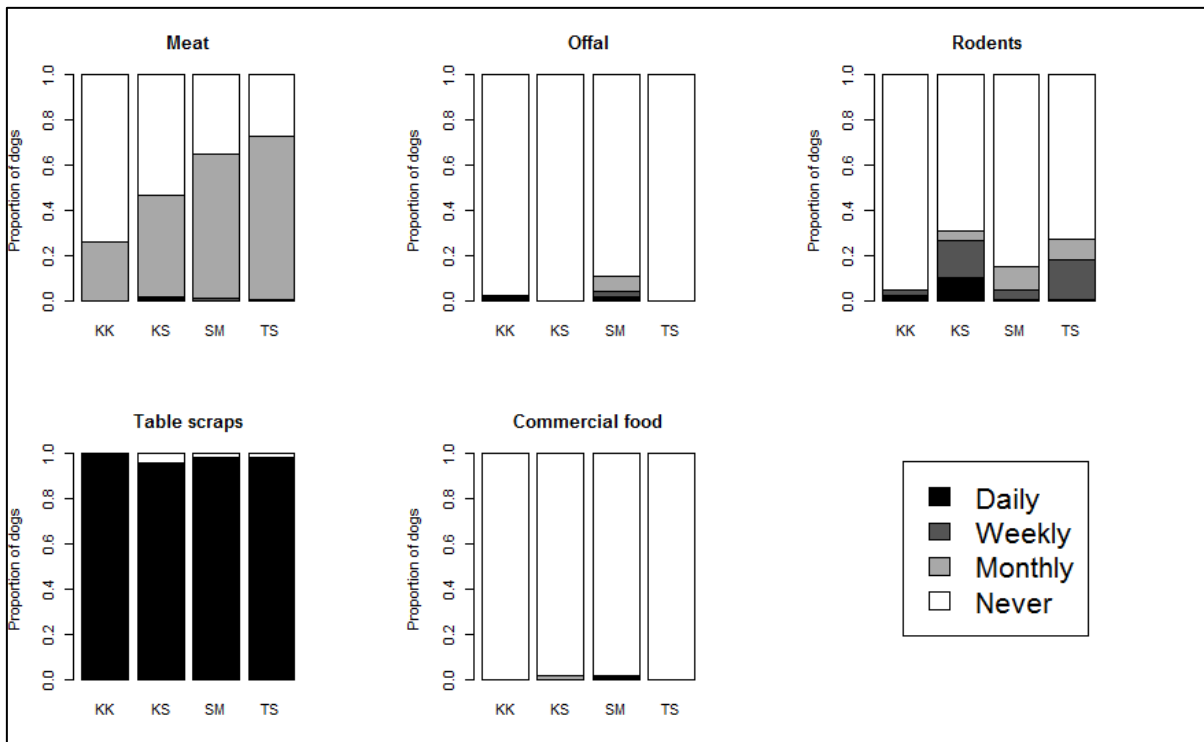 Meat
Proportion of dogs
1.0
0.8
0.6
0.4
0.2
0.0
KK KS SM TS
Offal
Proportion of dogs
1.0
0.8
0.6
0.4
0.2
0.0
KK KS SM TS
Rodents
Proportion of dogs
1.0
0.8
0.6
0.4
0.2
0.0
KK KS SM TS
Table scraps
Proportion of dogs
1.0
0.8
0.6
0.4
0.2
0.0
KK KS SM TS
Commercial food
Proportion of dogs
1.0
0.8
0.6
0.4
0.2
0.0
KK KS SM TS
Daily
Weekly
Monthly
Never